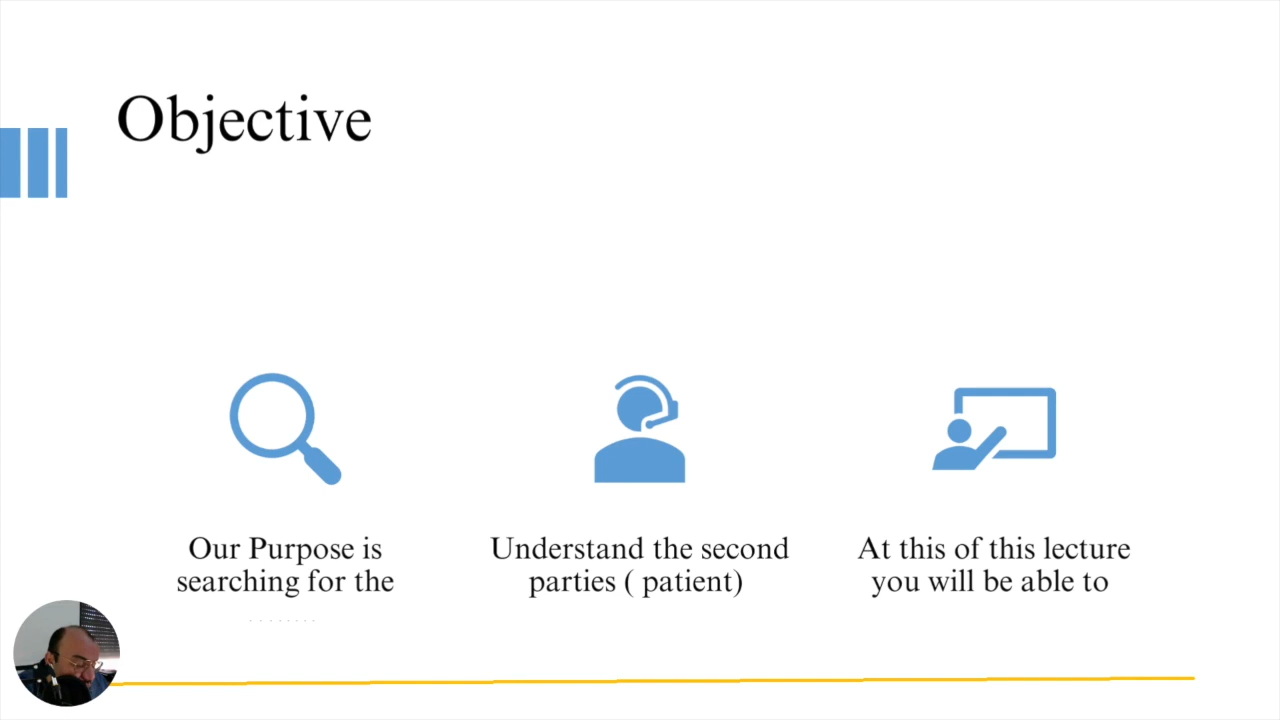 Objective
Our Purpose is
searching for the
Understand the second
parties ( patient)
At this of this lecture
you will be able to